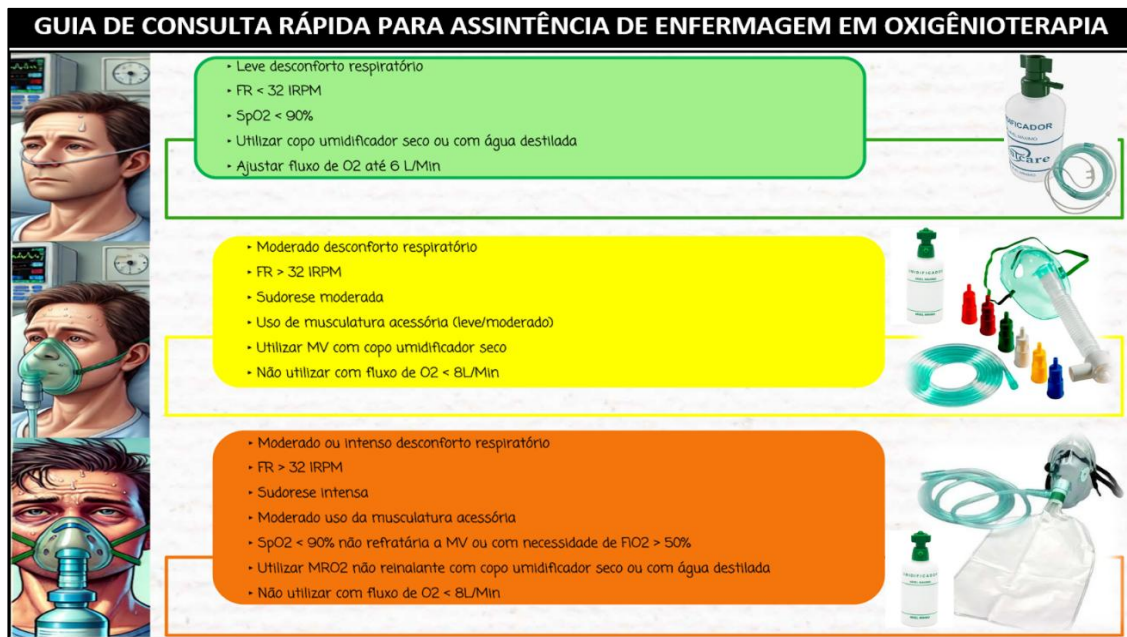 GUIA DE CONSULTA RÁPIDA PARA ASSINTÊNCIA DE ENFERMAGEM EM OXIGÊNIOTERAPIA
‣ Leve desconforto respiratório
‣ FR < 32 IRPM
‣ SpO2 < 90%
‣ Utilizar copo umidificador seco ou com água destilada
‣ Ajustar fluxo de O2 até 6 L/Min
‣ Moderado desconforto respiratório
‣ FR > 32 IRPM
‣ Sudorese moderada
‣ Uso de musculatura acessória (leve/moderado)
‣ Utilizar MV com copo umidificador seco
‣ Não utilizar com fluxo de O2 < 8L/Min
UMIDIFICADOR
‣ Moderado ou intenso desconforto respiratório
‣ FR > 32 IRPM
‣ Sudorese intensa
‣ Moderado uso da musculatura acessória
‣ SpO2 < 90% não refratária a MV ou com necessidade de FiO2 > 50%
‣ Utilizar MRO2 não reinalante com copo umidificador seco ou com água destilada
‣ Não utilizar com fluxo de O2 < 8L/Min
UMIDIFICADOR